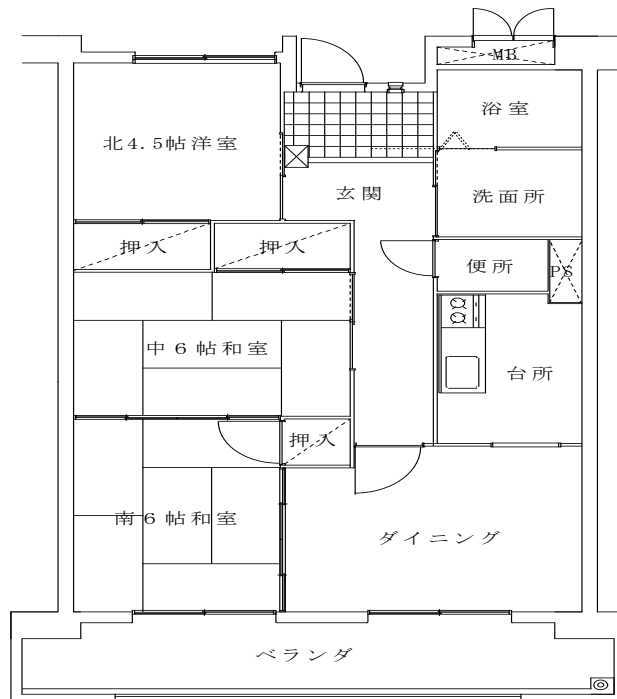 MB
浴室
北4.5帖洋室
玄関
洗面所
押入
押入
便所
PS
中6帖和室
台所
押入
南6帖和室
ダイニング
ベランダ